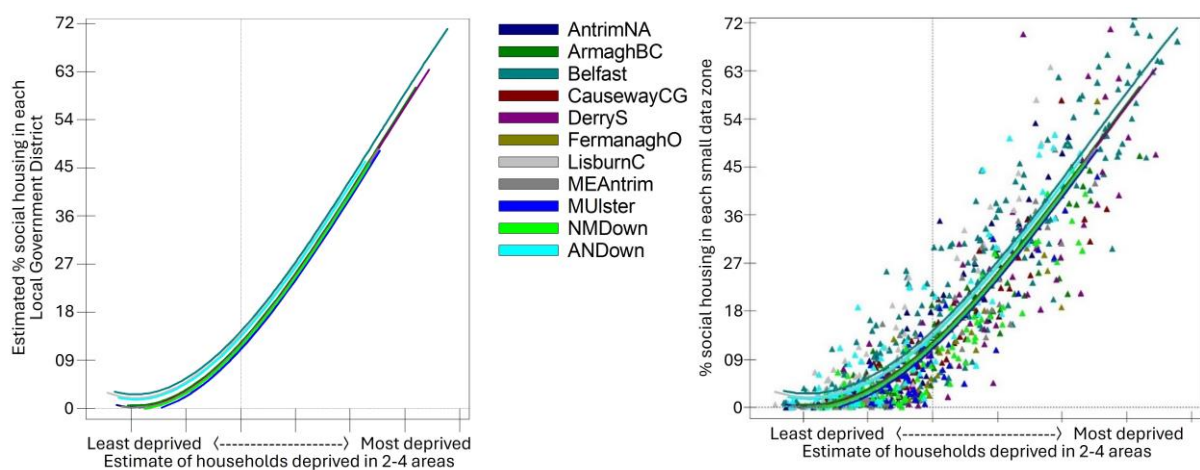 Estimated % social housing in each
Local Government District
72
63
54
45
36
27
18
09
0
Least deprived <--------------------> Most deprived
Estimate of households deprived in 2-4 areas
AntrimNA
ArmaghBC
Belfast
CausewayCG
DerryS
FermanaghO
LisburnC
MEAntrim
MUlster
NMDown
ANDown
% social housing in each small data zone
72
63
54
45
36
27
18
09
0
Least deprived <--------------------> Most deprived
Estimate of households deprived in 2-4 areas